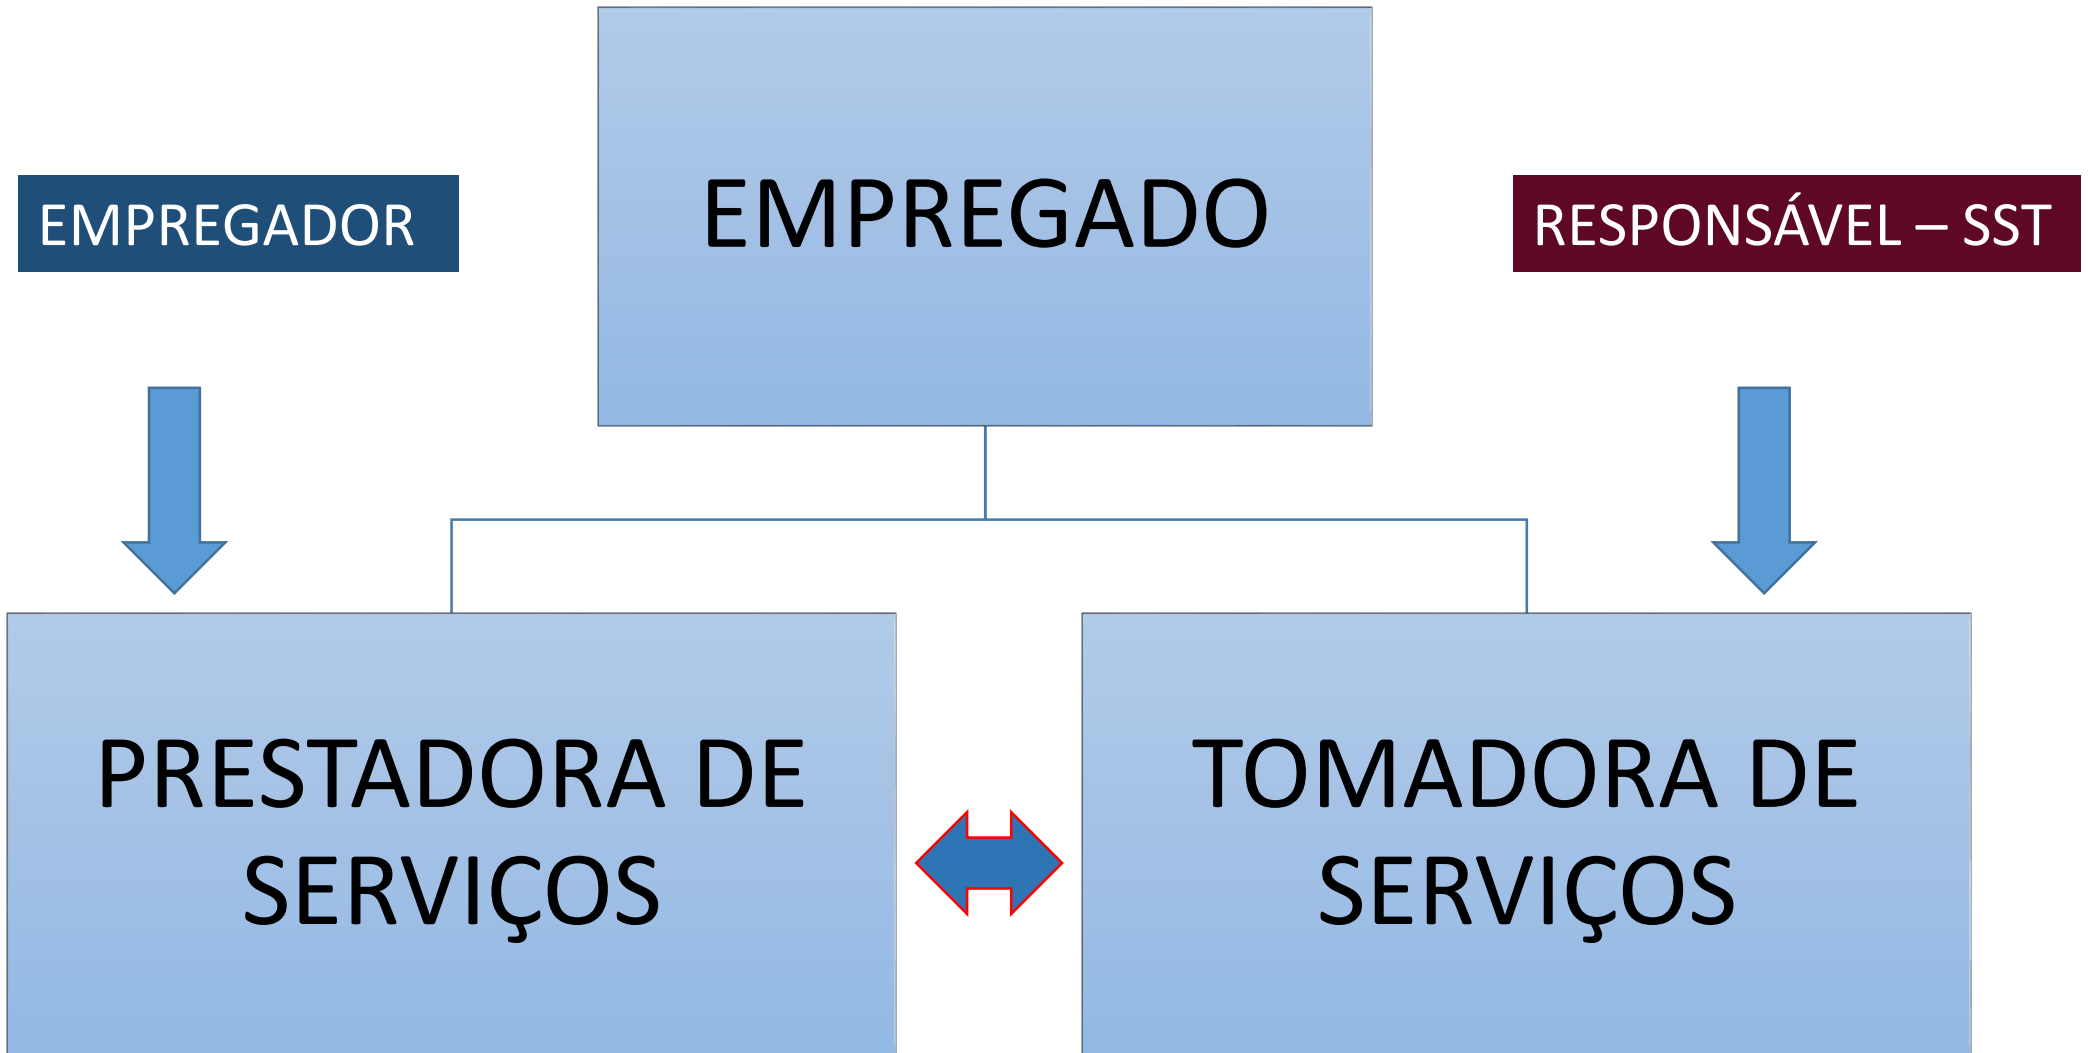 EMPREGADO
EMPREGADOR
RESPONSÁVEL – SST
PRESTADORA DE
SERVIÇOS
TOMADORA DE
SERVIÇOS